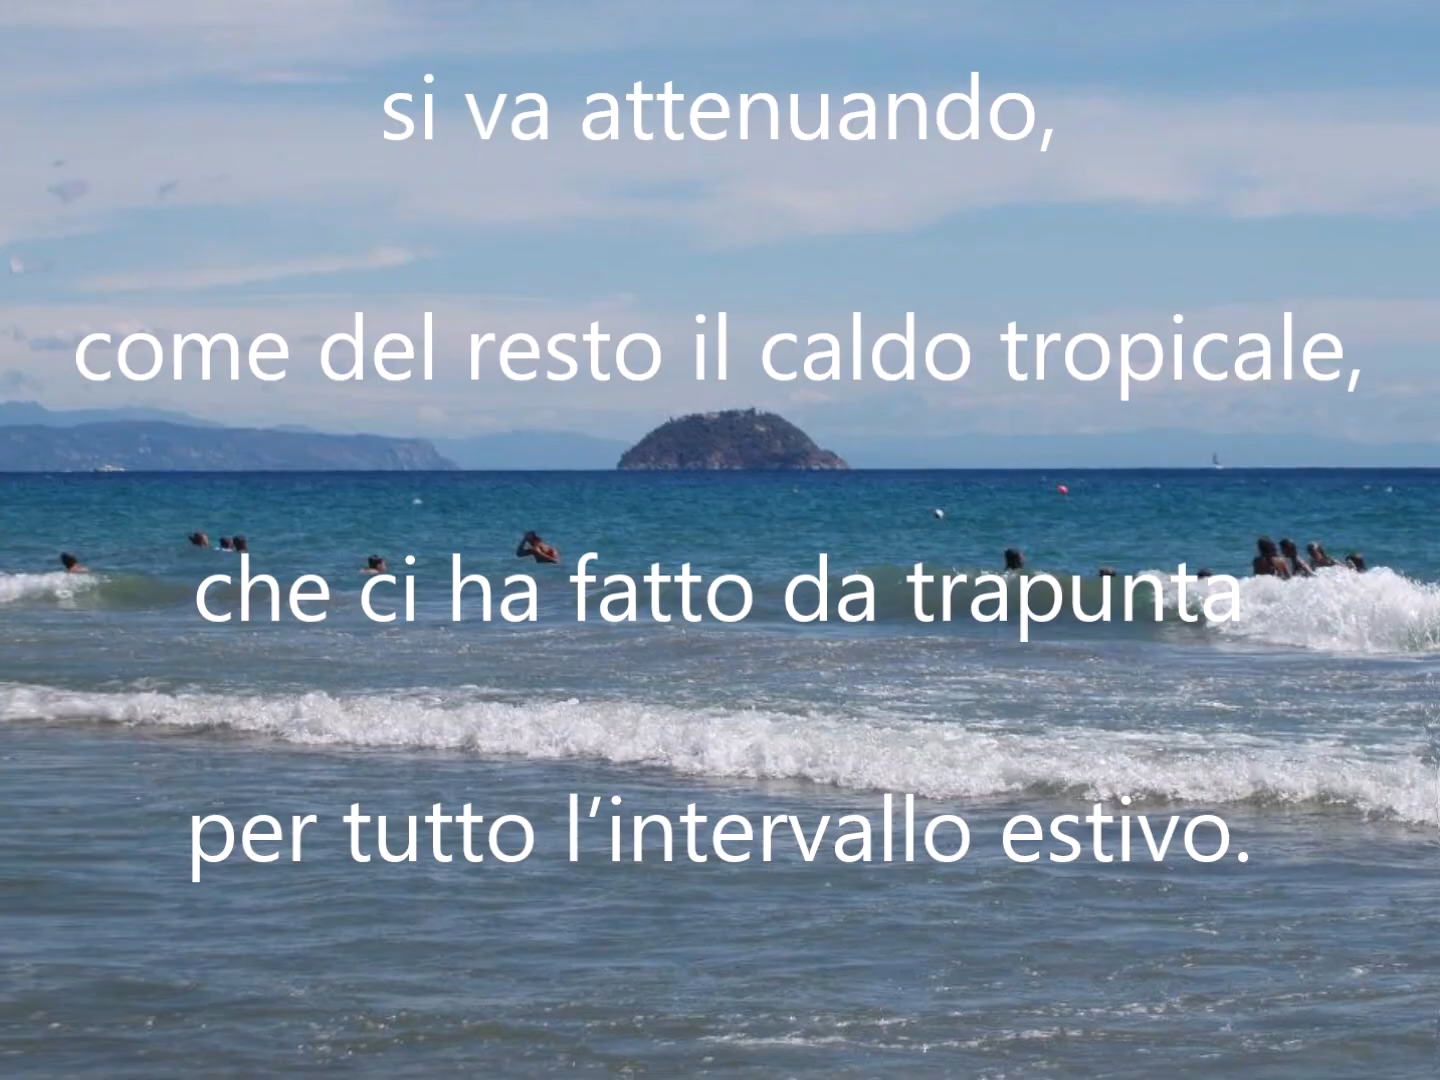 si va attenuando,
come del resto il caldo tropicale,
che ci ha fatto da trapunta
per tutto l’intervallo estivo.